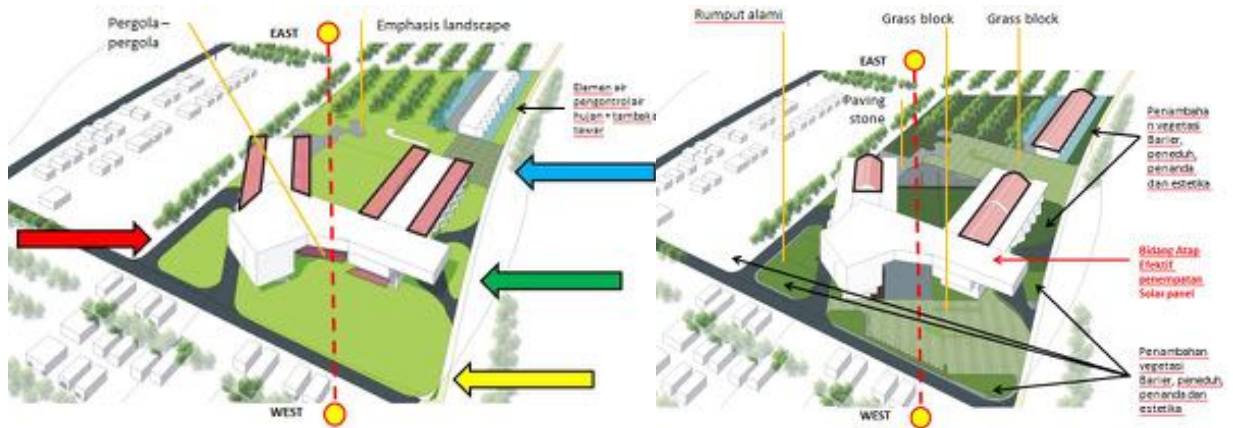 Pergola –
pergola
EAST
Emphasis landscape
Elemen air
pengontrol air
hujan + tambak a
tawar
WEST
Rumput alami
Grass block
Grass block
EAST
Paving
stone
Penambaha
n vegetasi
Barier,
peneduh,
penanda
dan estetika
Bidang Atap
Efektif
penempatan
Solar panel
Penambahan
vegetasi
Barier, peneduh,
penanda dan
estetika
WEST